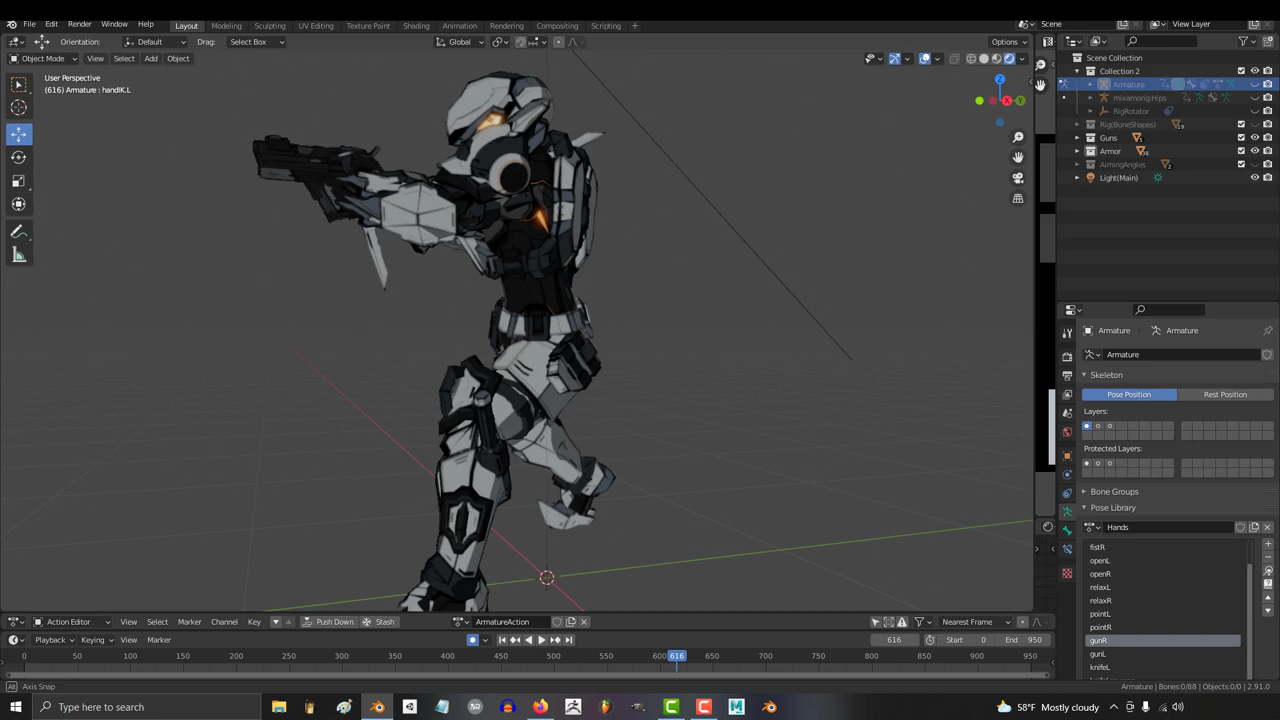 File Edit Render Window Help Layout Modeling Sculpting UV Editing Texture Paint Shading Animation Rendering Compositing Scripting + Scene View Layer
Orientation: Default Drag: Select Box Global Options
Object Mode View Select Add Object
User Perspective
(616) Armature : handIK.L
Z
X
Y
Scene Collection
Collection 2
Armature
mixamorig:Hips
RigRotator
Rig(BoneShapes) 19
Guns 5
Armor 38
AimingAngles 2
Light(Main)
Armature Armature
Armature
Skeleton
Pose Position Rest Position
Layers:
Protected Layers:
Bone Groups
Pose Library
Hands
fistR
openL
openR
relaxL
relaxR
pointL
pointR
gunR
gunL
knifeL
Action Editor View Select Marker Channel Key Push Down Stash ArmatureAction Nearest Frame
Playback Keying View Marker 616 Start 0 End 950
0 50 100 150 200 250 300 350 400 450 500 550 600 616 650 700 750 800 850 900 950
Axis Snap Armature | Bones:0/88 | Objects:0/0 | 2.91.0
Type here to search 58°F Mostly cloudy